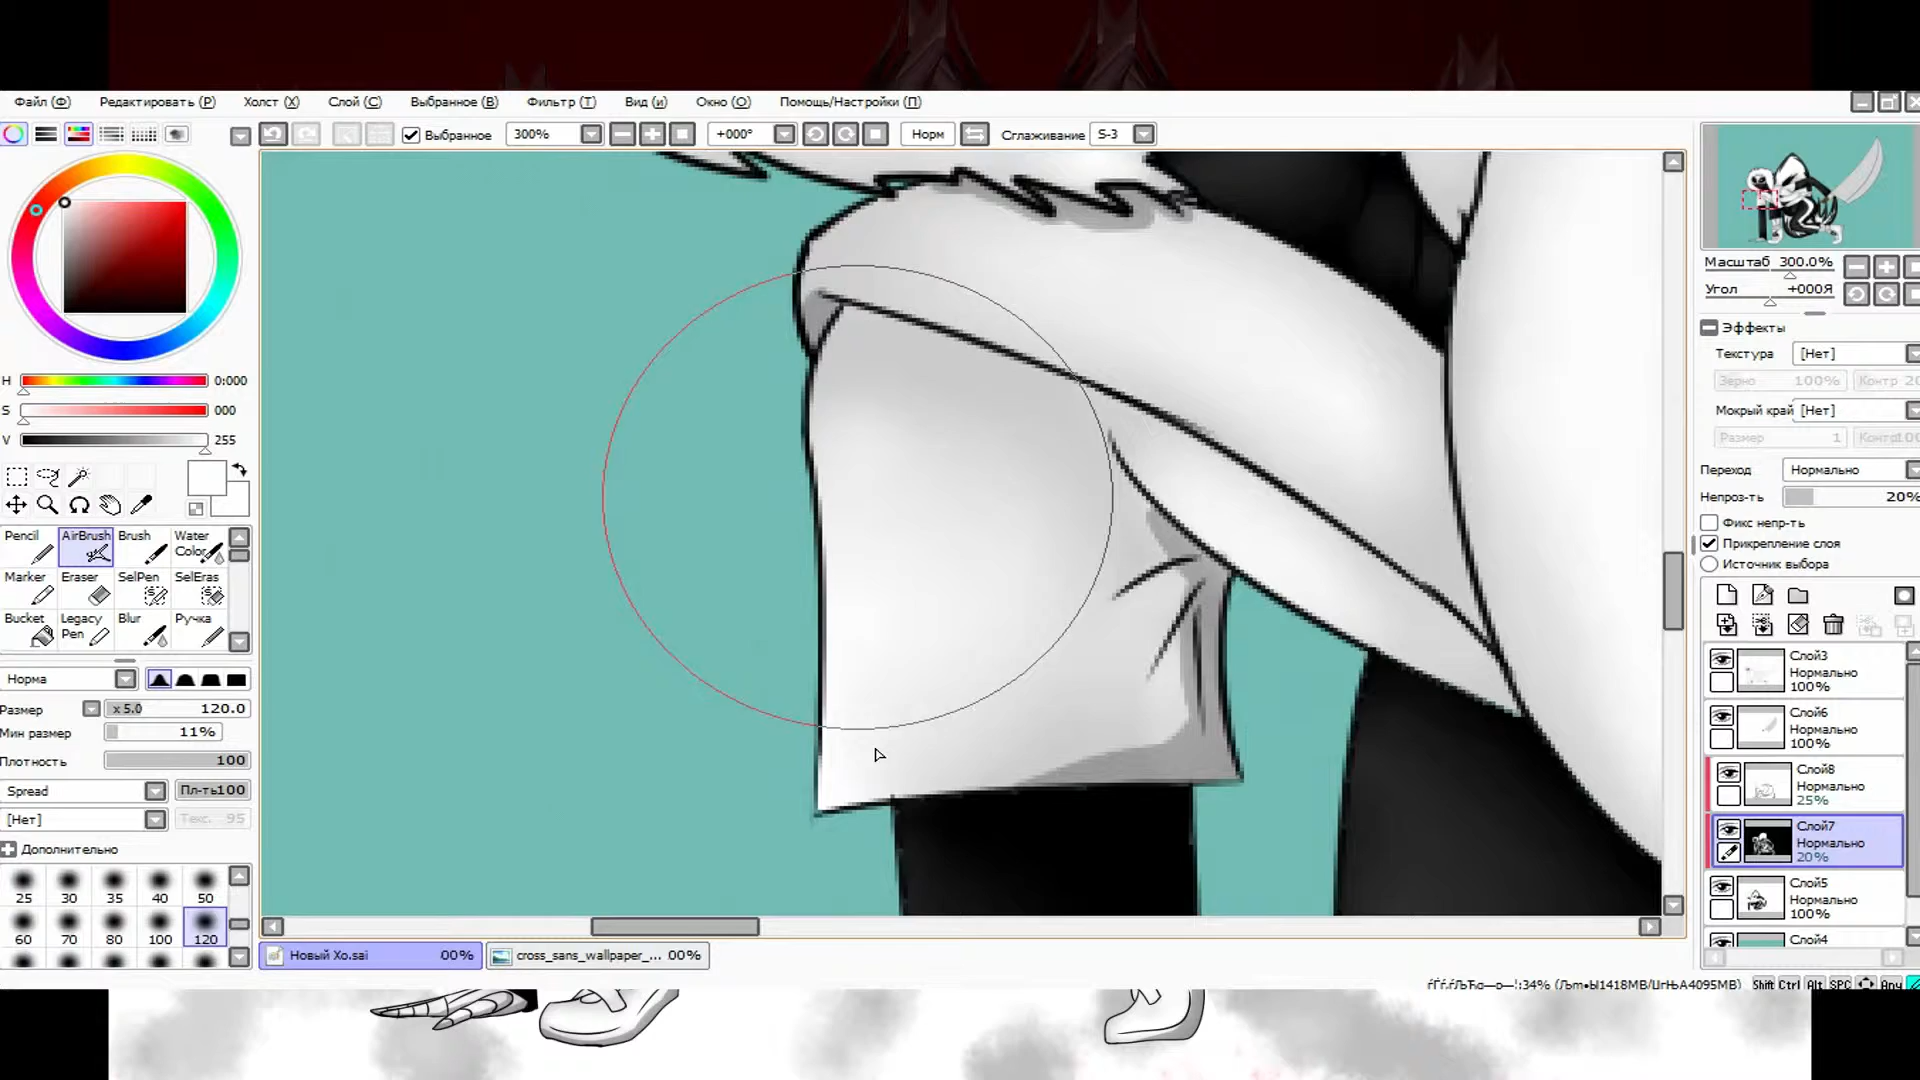 Файл (Ф) Редактировать (Р) Холст (Х) Слой (С) Выбранное (В) Фильтр (Т) Вид (и) Окно (О) Помощь/Настройки (П)
Выбранное 300% +000° Норм Сглаживание S-3
H 0:000
S 000
V 255
Pencil AirBrush Brush Water Color
Marker Eraser SelPen SelEras
Bucket Legacy Pen Blur Ручка
Норма
Размер x 5.0 120.0
Мин размер 11%
Плотность 100
Spread Пл-ть100
[Нет] Текс. 95
Дополнительно
25 30 35 40 50
60 70 80 100 120
Новый Хо.sai 00% cross_sans_wallpaper_... 00%
Масштаб 300.0%
Угол +000Я
Эффекты
Текстура [Нет]
Зерно 100% Контр 20
Мокрый край [Нет]
Размер 1 Контр100
Переход Нормально
Непроз-ть 20%
Фикс непр-ть
Прикрепление слоя
Источник выбора
Слой3
Нормально
100%
Слой6
Нормально
100%
Слой8
Нормально
25%
Слой7
Нормально
20%
Слой5
Нормально
100%
Слой4
Shift Ctrl Alt SPC Any